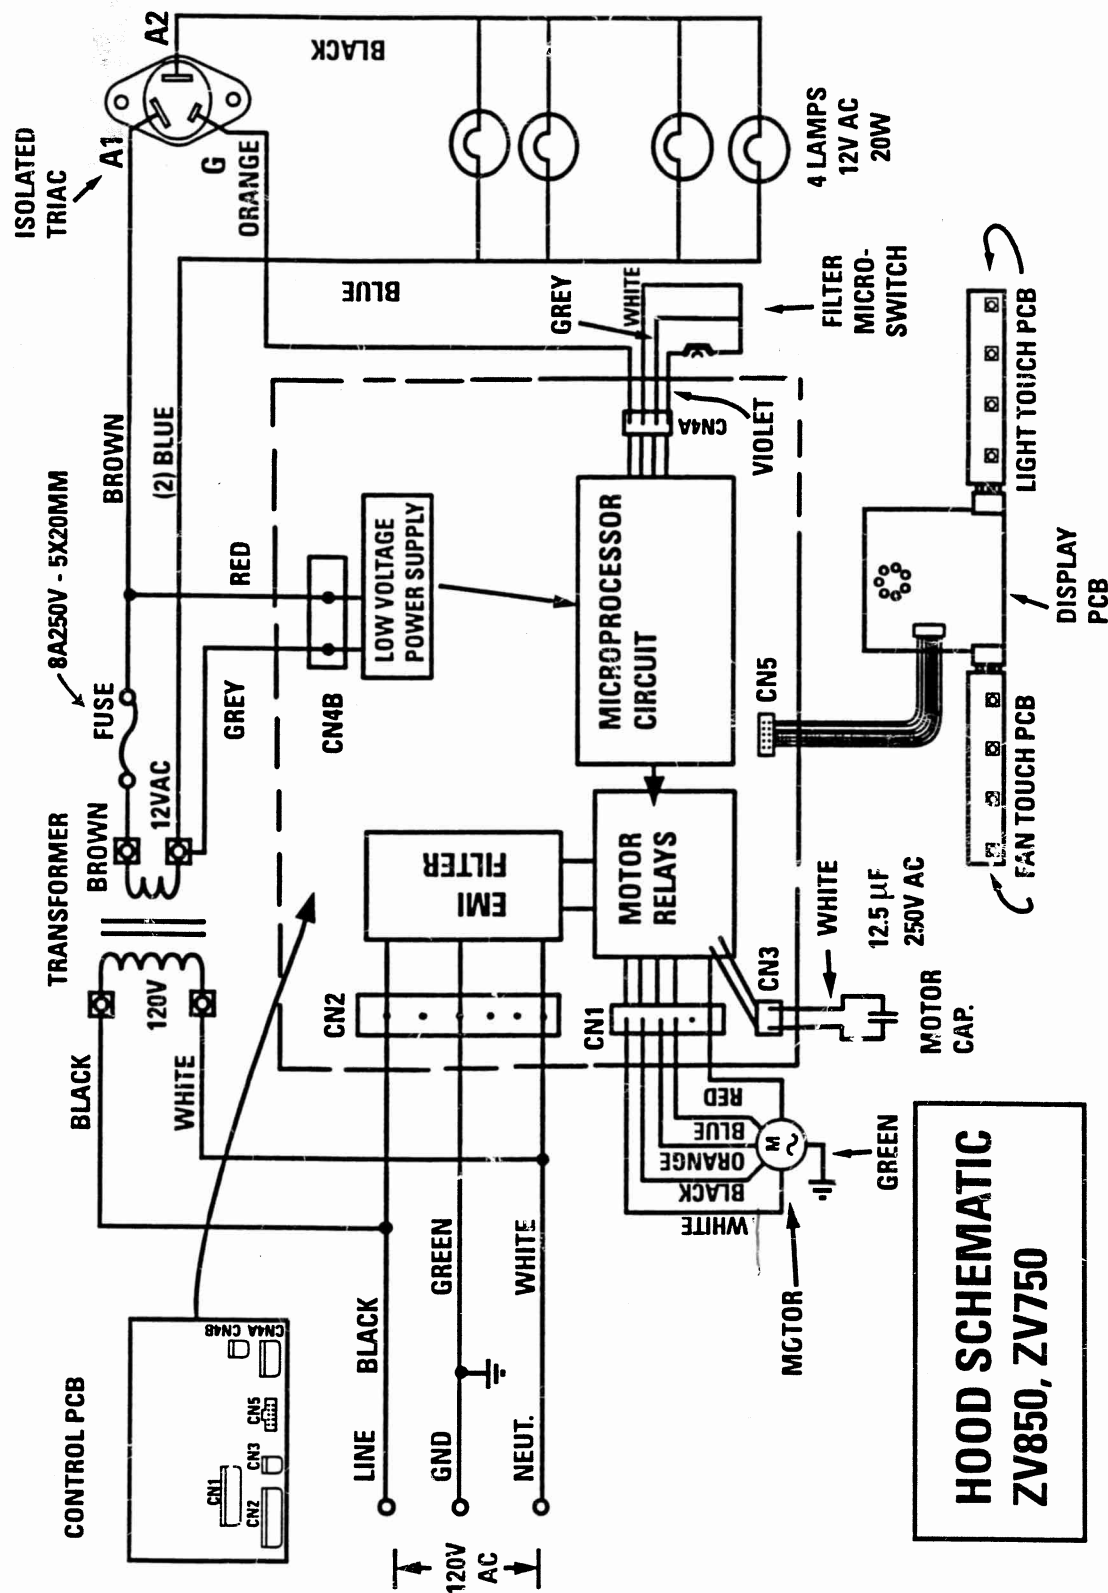 CONTROL PCB
CN1
CN2
CN3
CN5
CN4A CN4B
120V
AC
LINE
GND
NEUT.
BLACK
GREEN
WHITE
BLACK
WHITE
TRANSFORMER
120V
BROWN
12VAC
FUSE
8A250V - 5X20MM
BROWN
(2) BLUE
GREY
RED
CN4B
LOW VOLTAGE
POWER SUPPLY
ISOLATED
TRIAC
A1
A2
G
ORANGE
BLACK
BLUE
4 LAMPS
12V AC
20W
GREY
WHITE
FILTER
MICRO-
SWITCH
VIOLET
CN4A
MICROPROCESSOR
CIRCUIT
CN2
EMI
FILTER
MOTOR
RELAYS
CN1
CN3
CN5
WHITE
12.5 µF
250V AC
MOTOR
CAP.
RED
BLUE
ORANGE
BLACK
WHITE
M
GREEN
MOTOR
FAN TOUCH PCB
DISPLAY
PCB
LIGHT TOUCH PCB
HOOD SCHEMATIC
ZV850, ZV750